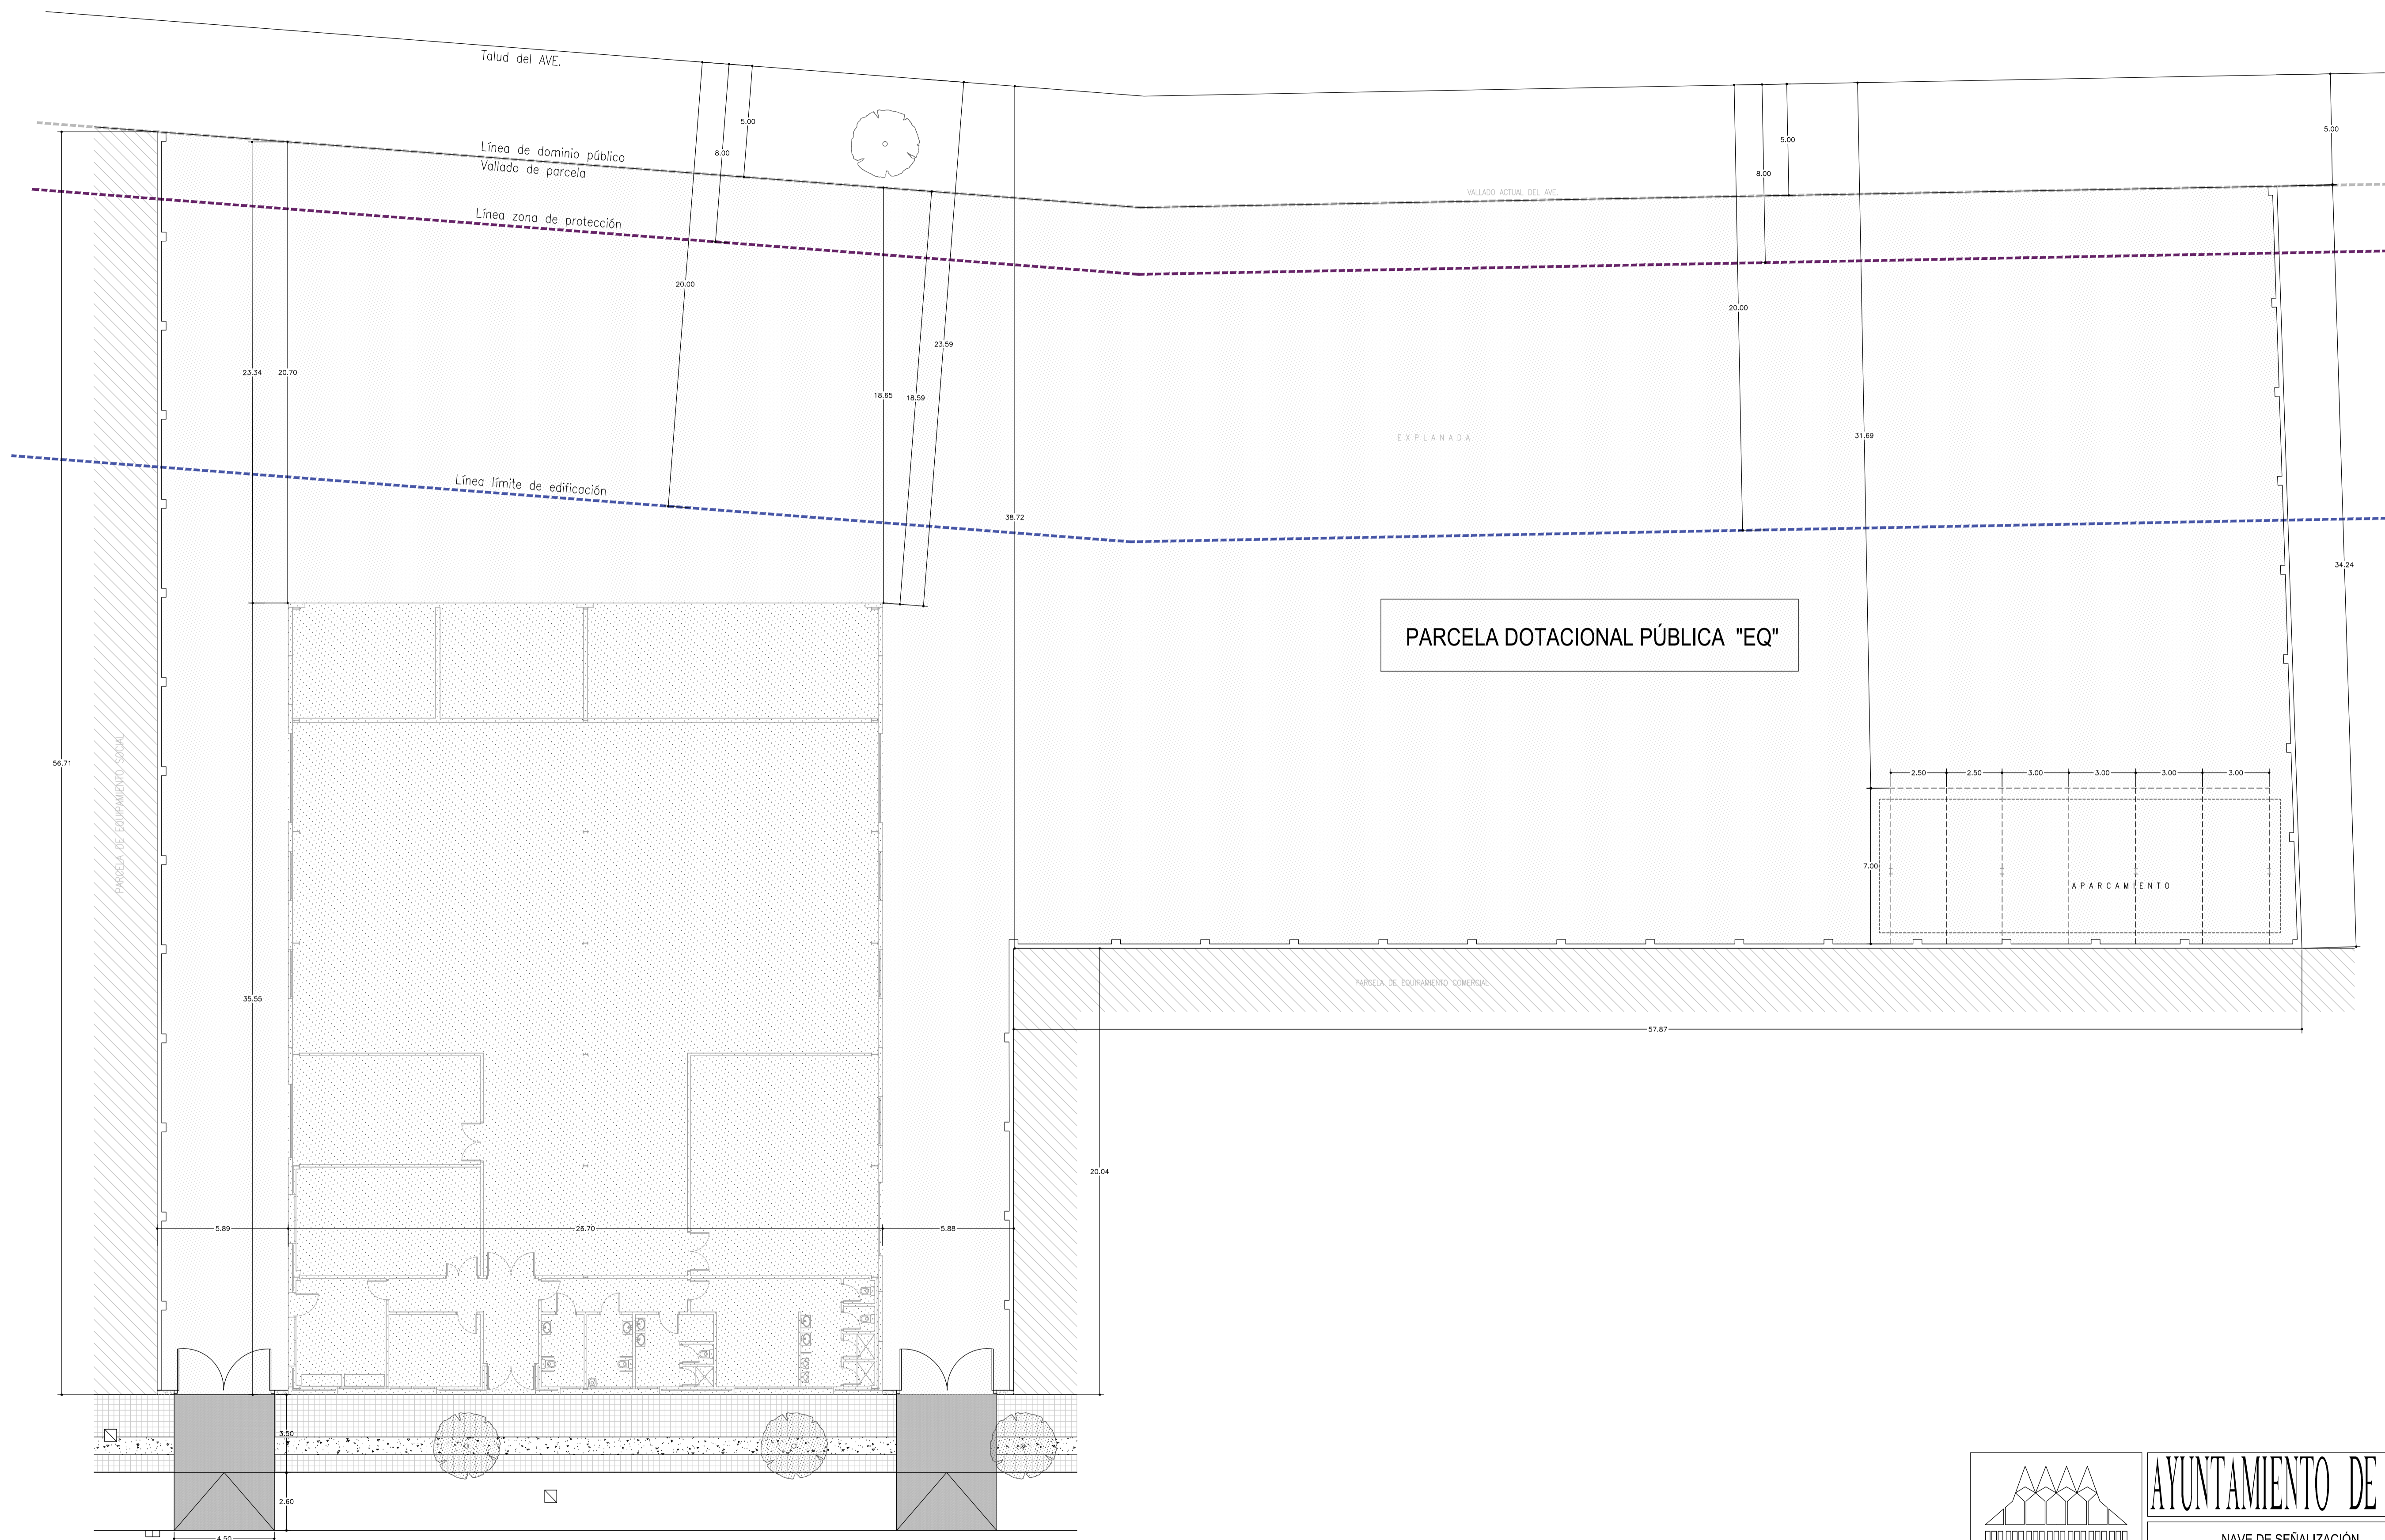 Talud del AVE.
5.00
8.00
5.00
8.00
5.00
Línea de dominio público
Vallado de parcela
VALLADO ACTUAL DEL AVE.
Línea zona de protección
20.00
20.00
23.59
23.34
20.70
18.65
18.59
31.69
EXPLANADA
Línea límite de edificación
38.72
34.24
PARCELA DOTACIONAL PÚBLICA "EQ"
56.71
PARCELA DE EQUIPAMIENTO SOCIAL
2.50
2.50
3.00
3.00
3.00
3.00
7.00
APARCAMIENTO
PARCELA DE EQUIPAMIENTO COMERCIAL
35.55
57.87
20.04
5.89
26.70
5.88
3.50
2.60
4.50
AYUNTAMIENTO DE
NAVE DE SEÑALIZACIÓN